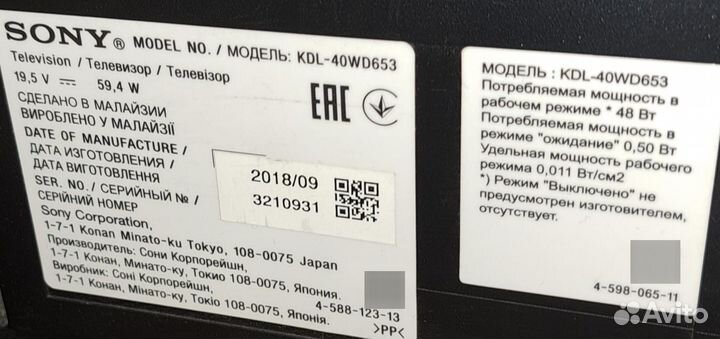 SONY® MODEL NO. / МОДЕЛЬ: KDL-40WD653
Television / Телевизор / Телевізор
19,5 V ⎓ 59,4 W
СДЕЛАНО В МАЛАЙЗИИ
ВИРОБЛЕНО У МАЛАЙЗІЇ
EAC
DATE OF MANUFACTURE /
ДАТА ИЗГОТОВЛЕНИЯ /
ДАТА ВИГОТОВЛЕННЯ
2018/09
SER. NO. / СЕРИЙНЫЙ № /
СЕРІЙНИЙ НОМЕР
3210931
Sony Corporation,
1-7-1 Konan Minato-ku Tokyo, 108-0075 Japan
Производитель: Сони Корпорейшн,
1-7-1 Конан, Минато-ку, Токио 108-0075, Япония.
Виробник: Соні Корпорейшн,
1-7-1 Конан, Мінато-ку, Токіо 108-0075, Японія.
4-588-123-13
>PP<
МОДЕЛЬ : KDL-40WD653
Потребляемая мощность в
рабочем режиме * 48 Вт
Потребляемая мощность в
режиме "ожидание" 0,50 Вт
Удельная мощность рабочего
режима 0,011 Вт/см2
*) Режим "Выключено" не
предусмотрен изготовителем,
отсутствует.
4-598-065-11
Avito